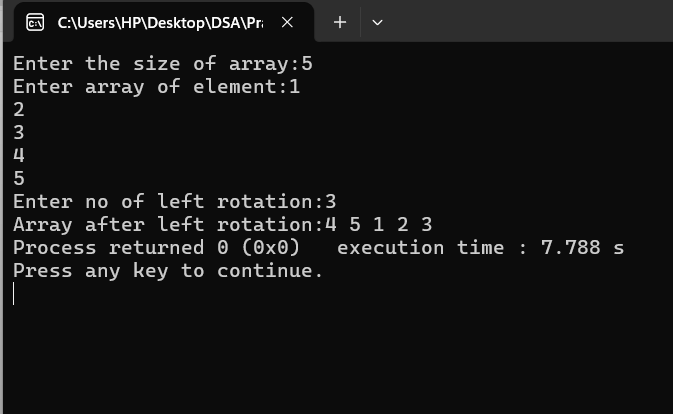 C:\Users\HP\Desktop\DSA\Pra
Enter the size of array:5
Enter array of element:1
2
3
4
5
Enter no of left rotation:3
Array after left rotation:4 5 1 2 3
Process returned 0 (0x0)   execution time : 7.788 s
Press any key to continue.